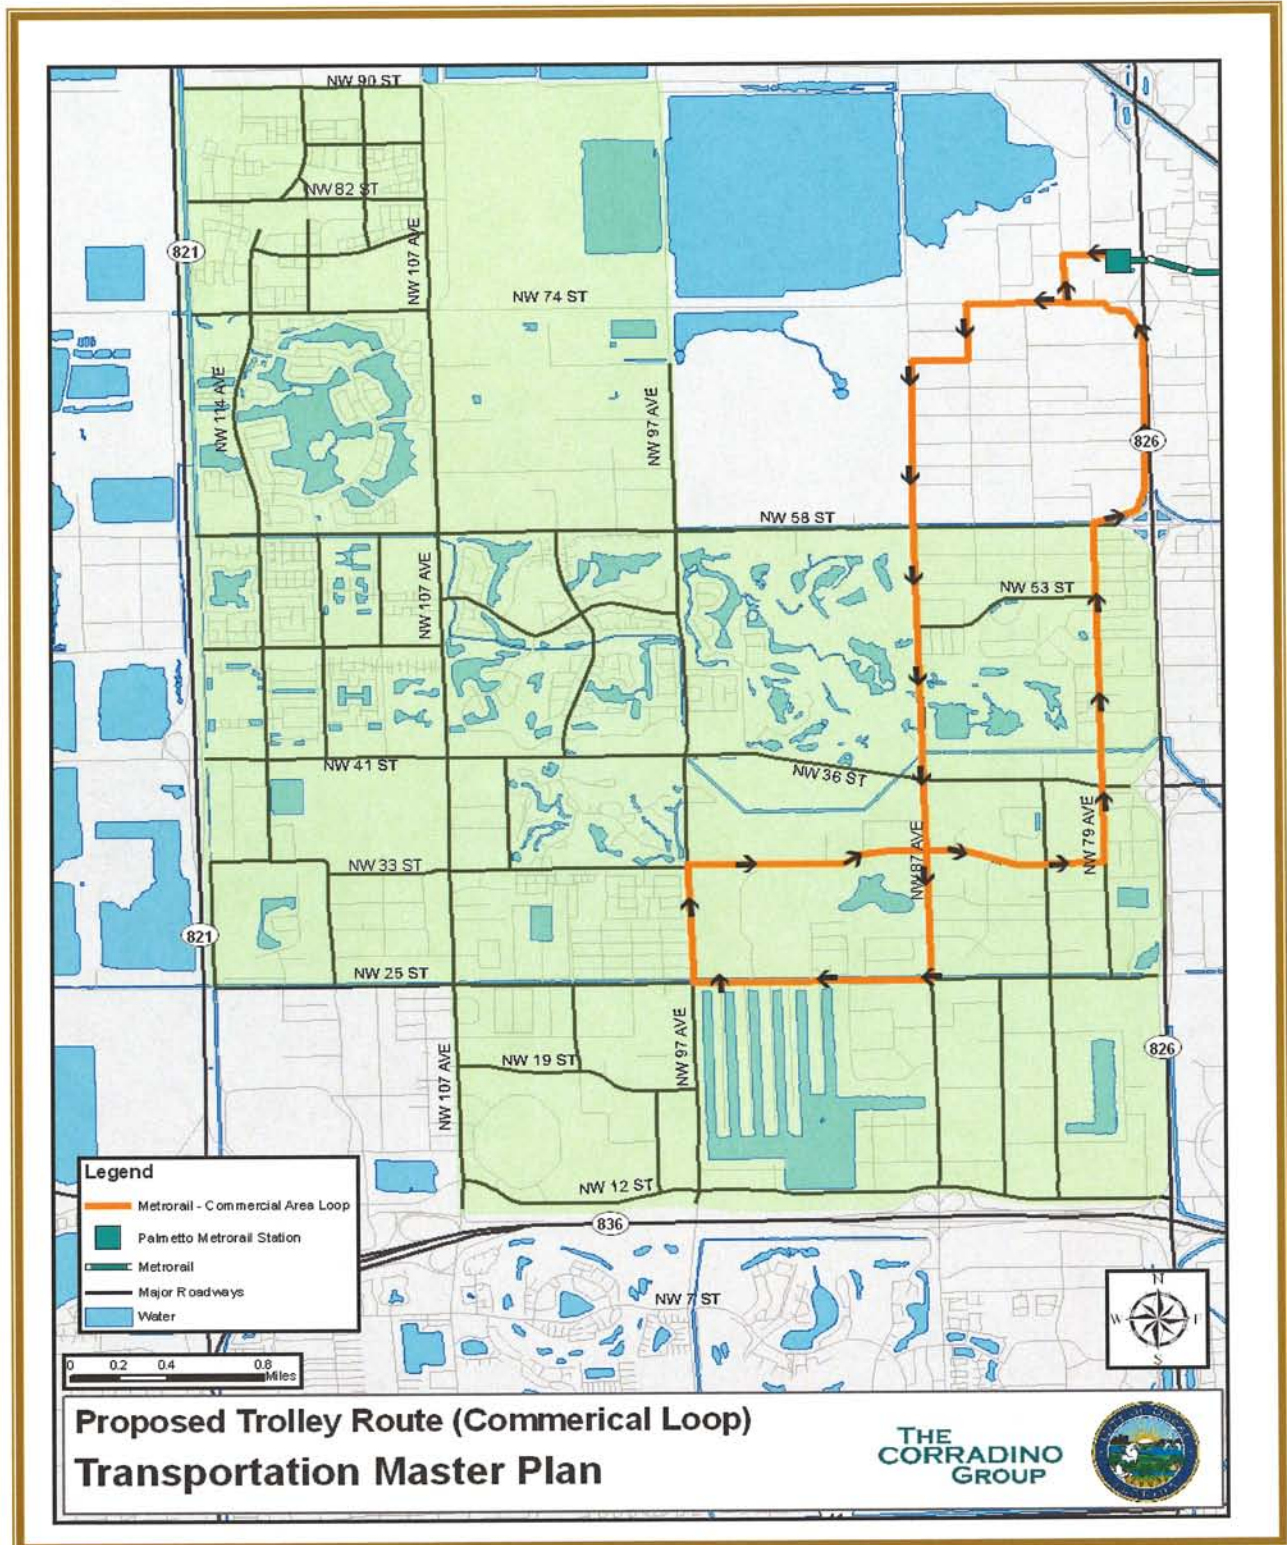 NW 90 ST
NW 82 ST
821
NW 107 AVE
NW 74 ST
NW 114 AVE
NW 97 AVE
826
NW 58 ST
NW 107 AVE
NW 53 ST
NW 41 ST
NW 36 ST
NW 79 AVE
NW 87 AVE
NW 33 ST
821
NW 25 ST
NW 97 AVE
NW 19 ST
NW 107 AVE
826
NW 12 ST
836
NW 7 ST
Legend
Metrorail - Commercial Area Loop
Palmetto Metrorail Station
Metrorail
Major Roadways
Water
N
W E
S
0 0.2 0.4 0.8
Miles
Proposed Trolley Route (Commerical Loop)
Transportation Master Plan
THE
CORRADINO
GROUP